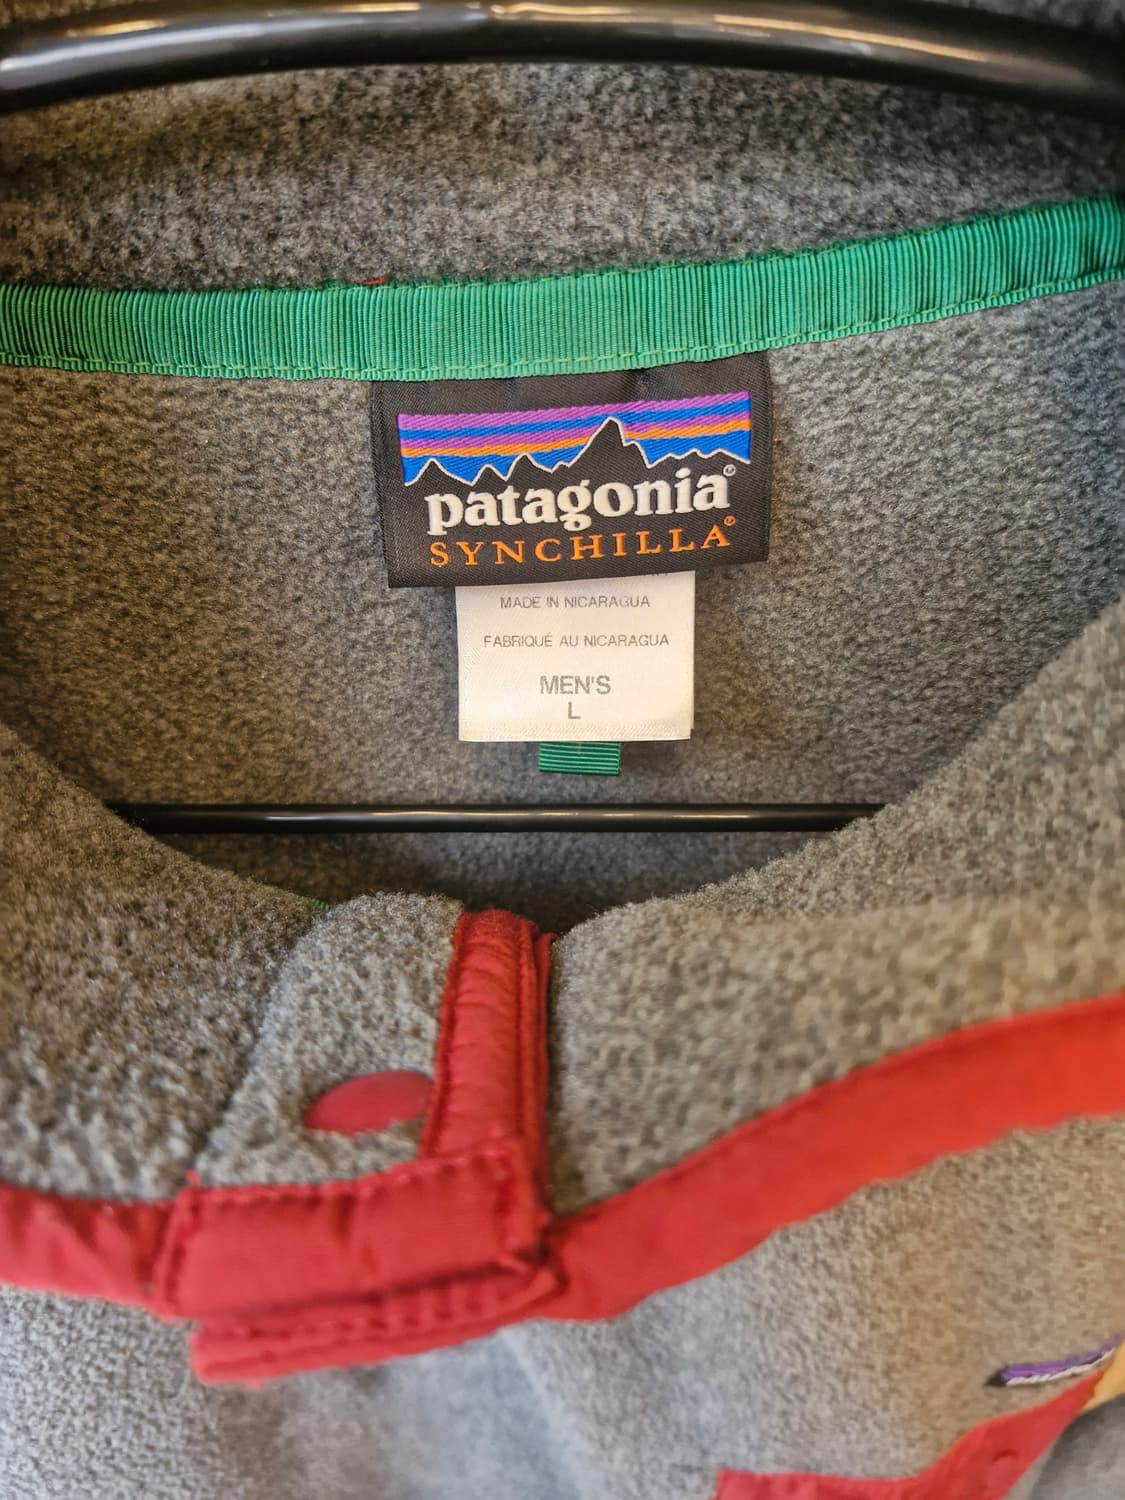 patagonia®
SYNCHILLA®
MADE IN NICARAGUA
FABRIQUÉ AU NICARAGUA
MEN'S
L